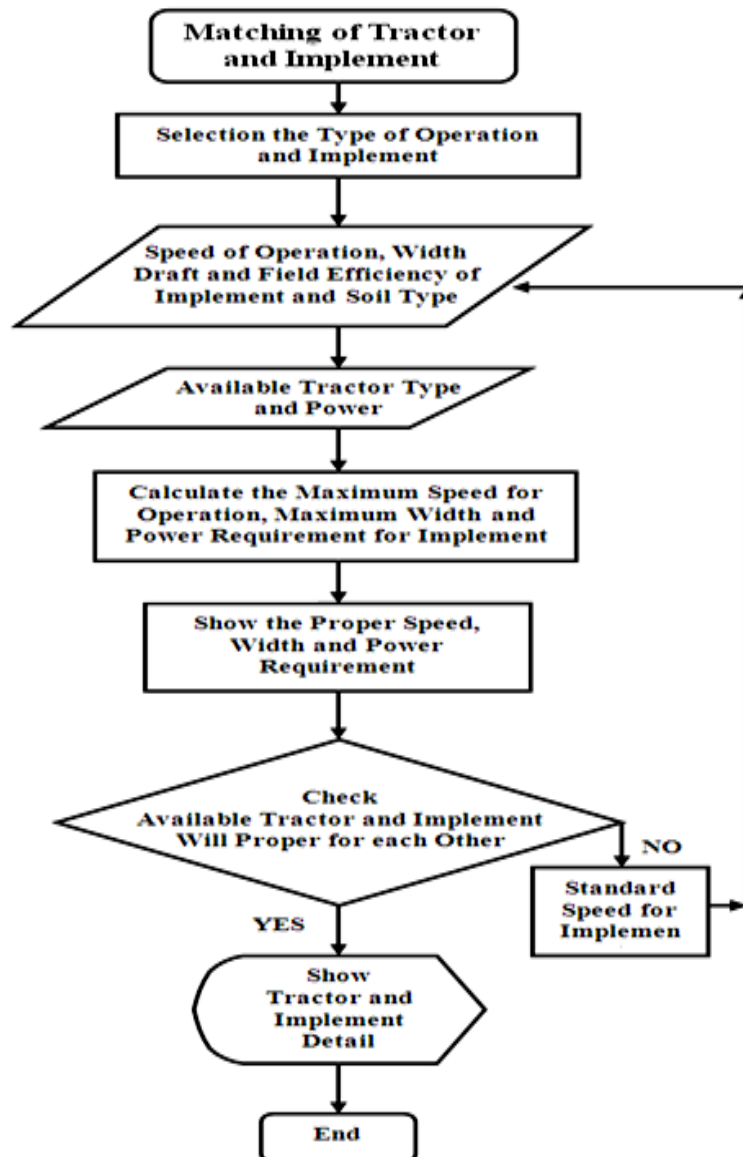 Matching of Tractor
and Implement
Selection the Type of Operation
and Implement
Speed of Operation, Width
Draft and Field Efficiency of
Implement and Soil Type
Available Tractor Type
and Power
Calculate the Maximum Speed for
Operation, Maximum Width and
Power Requirement for Implement
Show the Proper Speed,
Width and Power
Requirement
Check
Available Tractor and Implement
Will Proper for each Other
NO
Standard
Speed for
Implemen
YES
Show
Tractor and
Implement
Detail
End